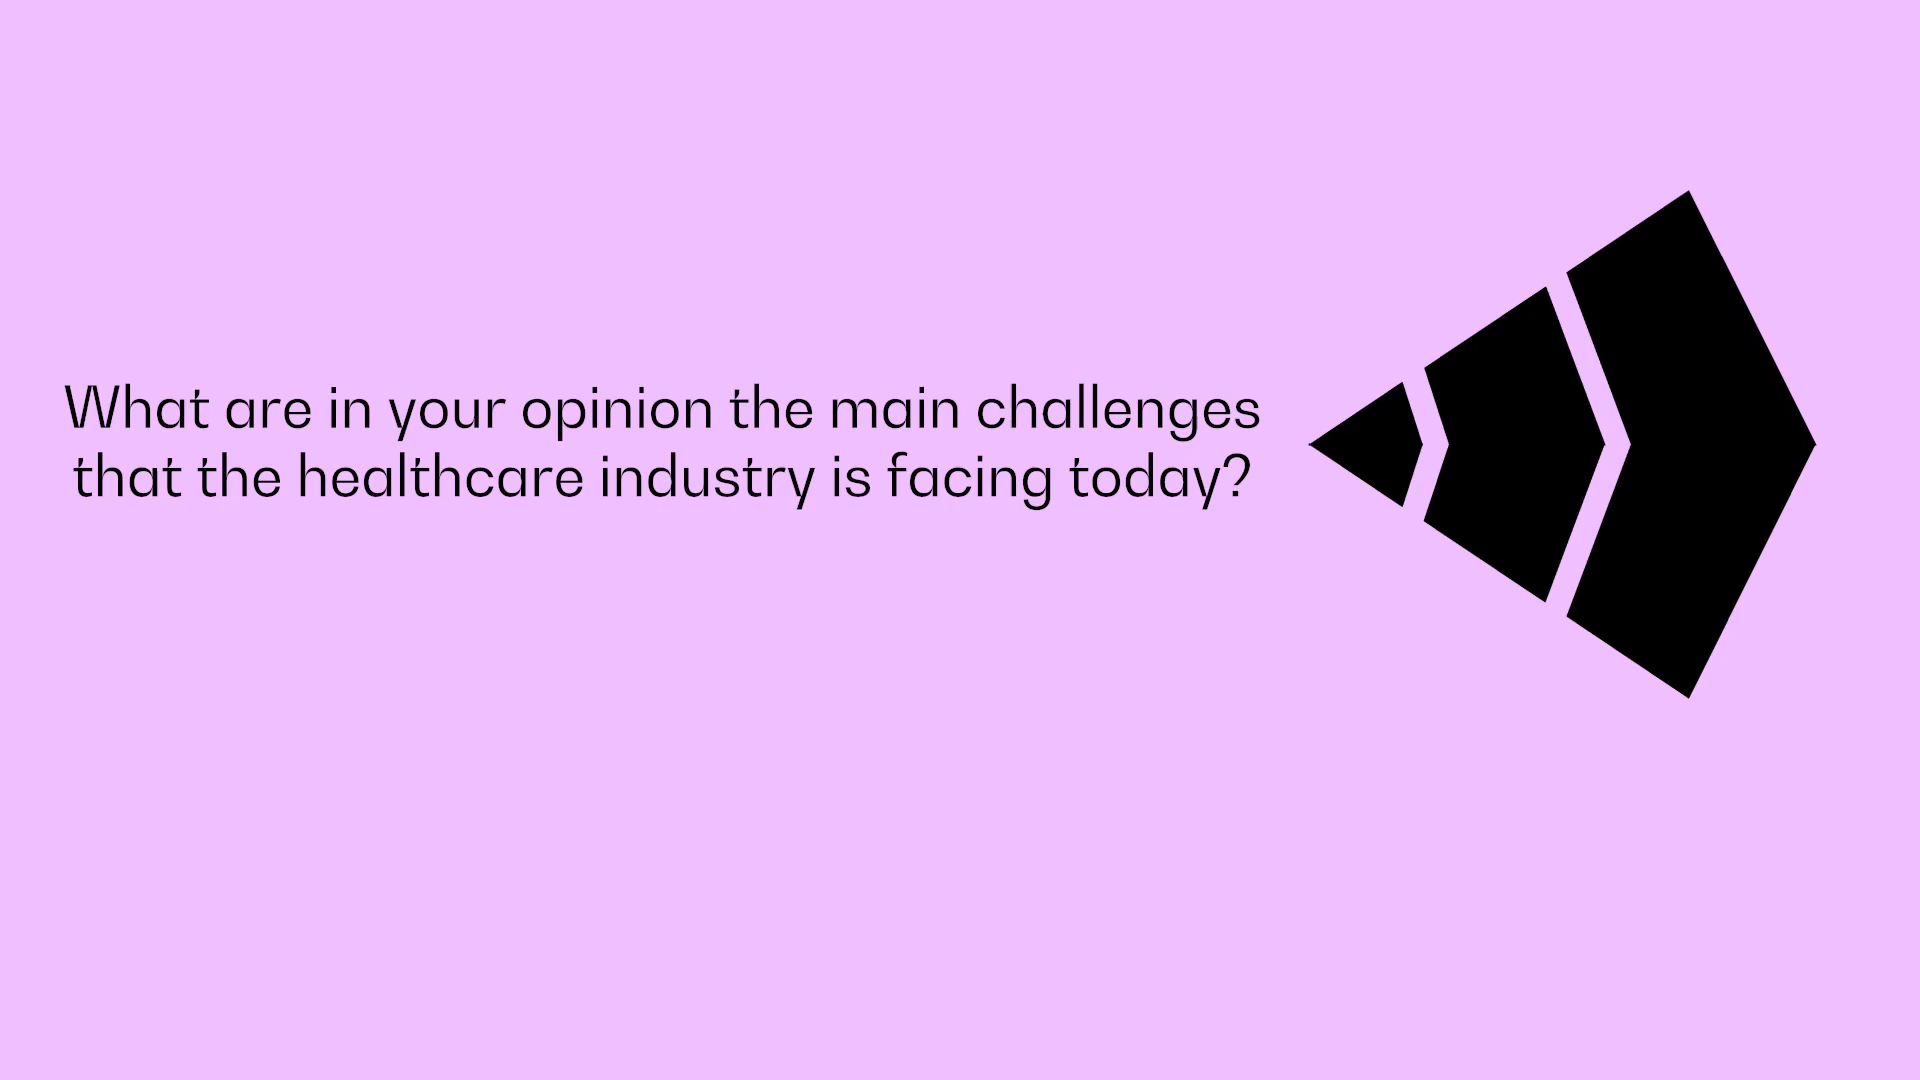 What are in your opinion the main challenges
that the healthcare industry is facing today?